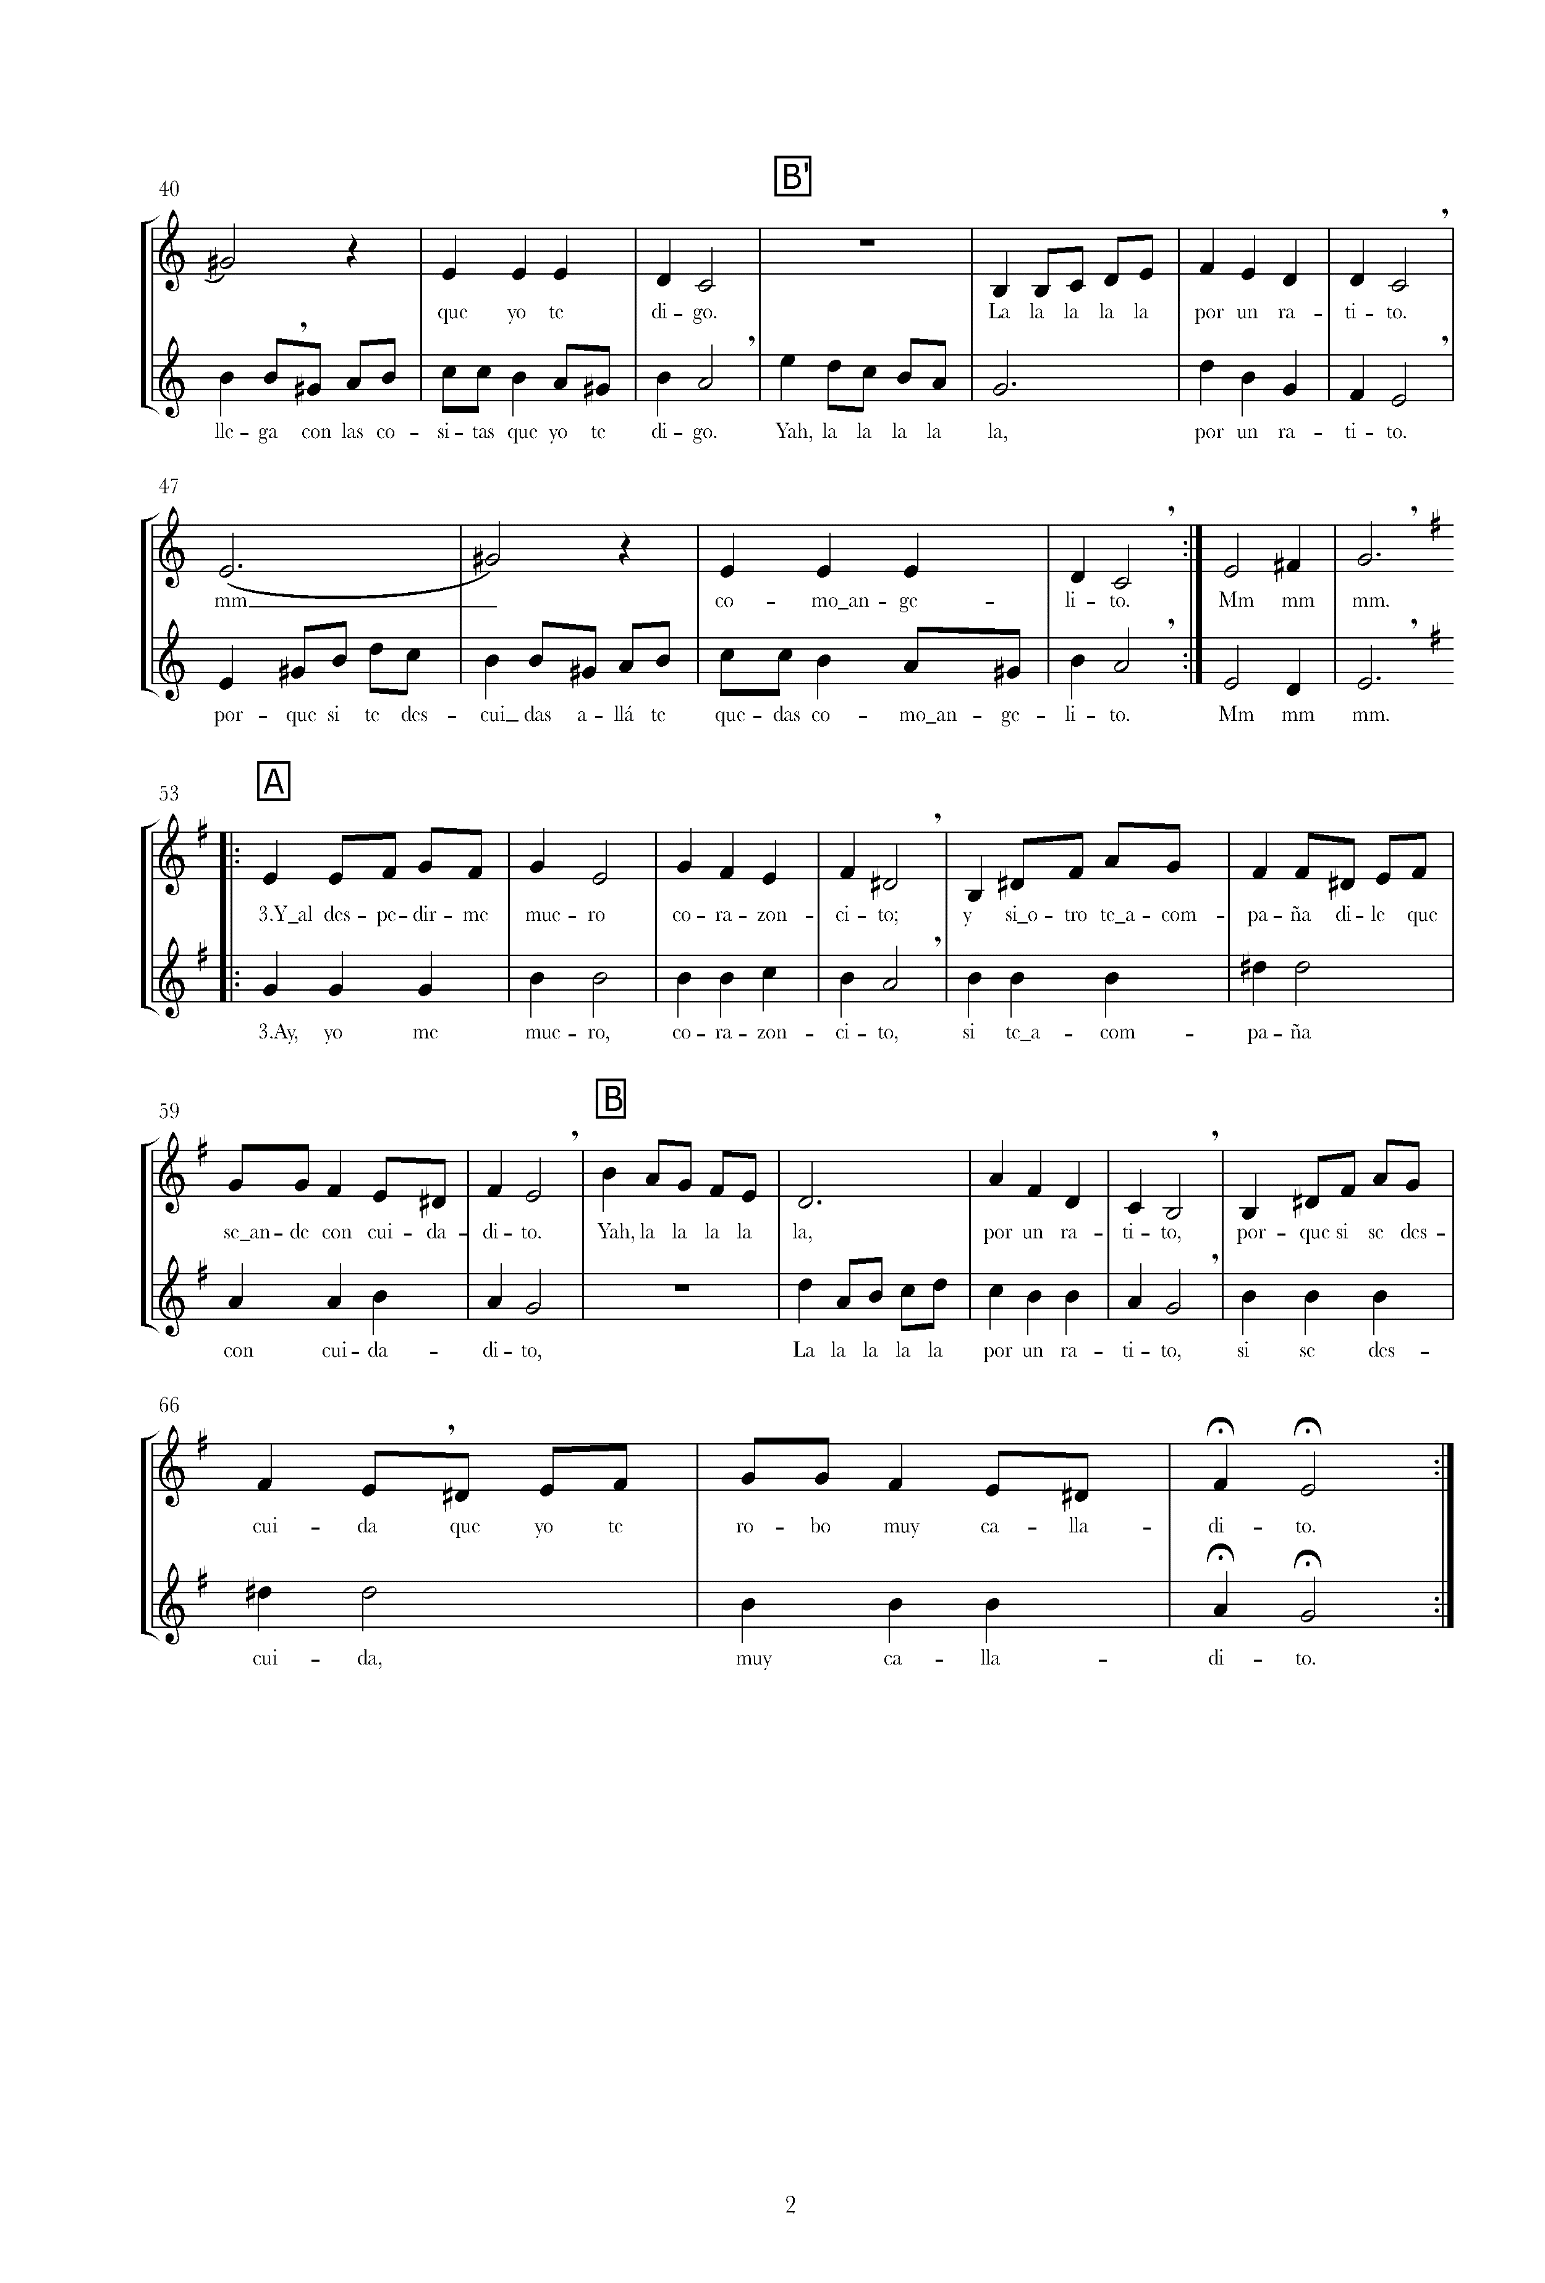 B'
40
que yo te di - go. La la la la la por un ra - ti - to.
lle - ga con las co - si - tas que yo te di - go. Yah, la la la la la, por un ra - ti - to.
47
mm co - mo_an - ge - li - to. Mm mm mm.
por - que si te des - cui_ das a - llá te que - das co - mo_an - ge - li - to. Mm mm mm.
A
53
3.Y_al des - pe - dir - me mue - ro co - ra - zon - ci - to; y si_o - tro te_a - com - pa - ña di - le que
3.Ay, yo me mue - ro, co - ra - zon - ci - to, si te_a - com - pa - ña
B
59
se_an - de con cui - da - di - to. Yah, la la la la la, por un ra - ti - to, por - que si se des -
con cui - da - di - to, La la la la la por un ra - ti - to, si se des -
66
cui - da que yo te ro - bo muy ca - lla - di - to.
cui - da, muy ca - lla - di - to.
2